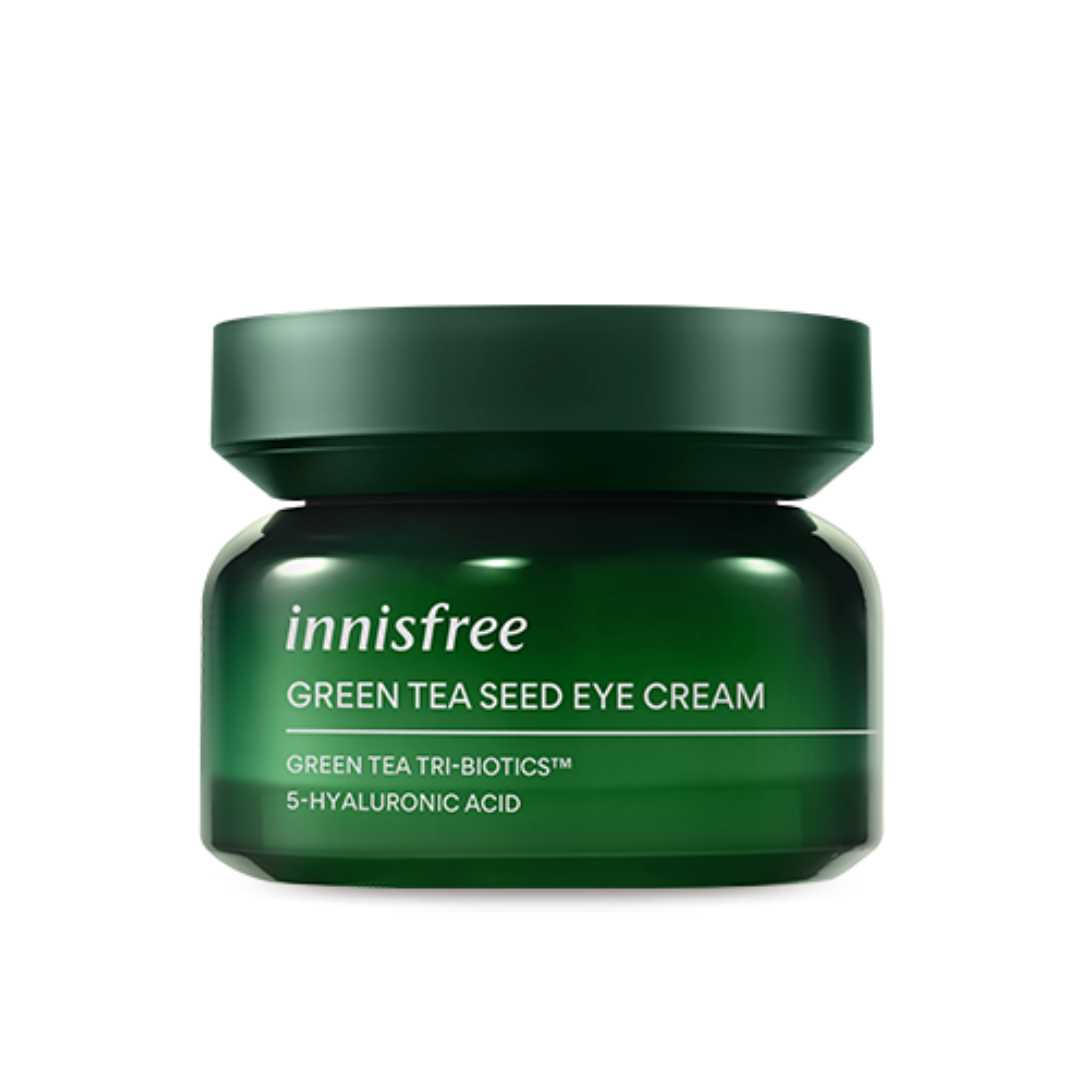 innisfree
GREEN TEA SEED EYE CREAM
GREEN TEA TRI-BIOTICS™
5-HYALURONIC ACID